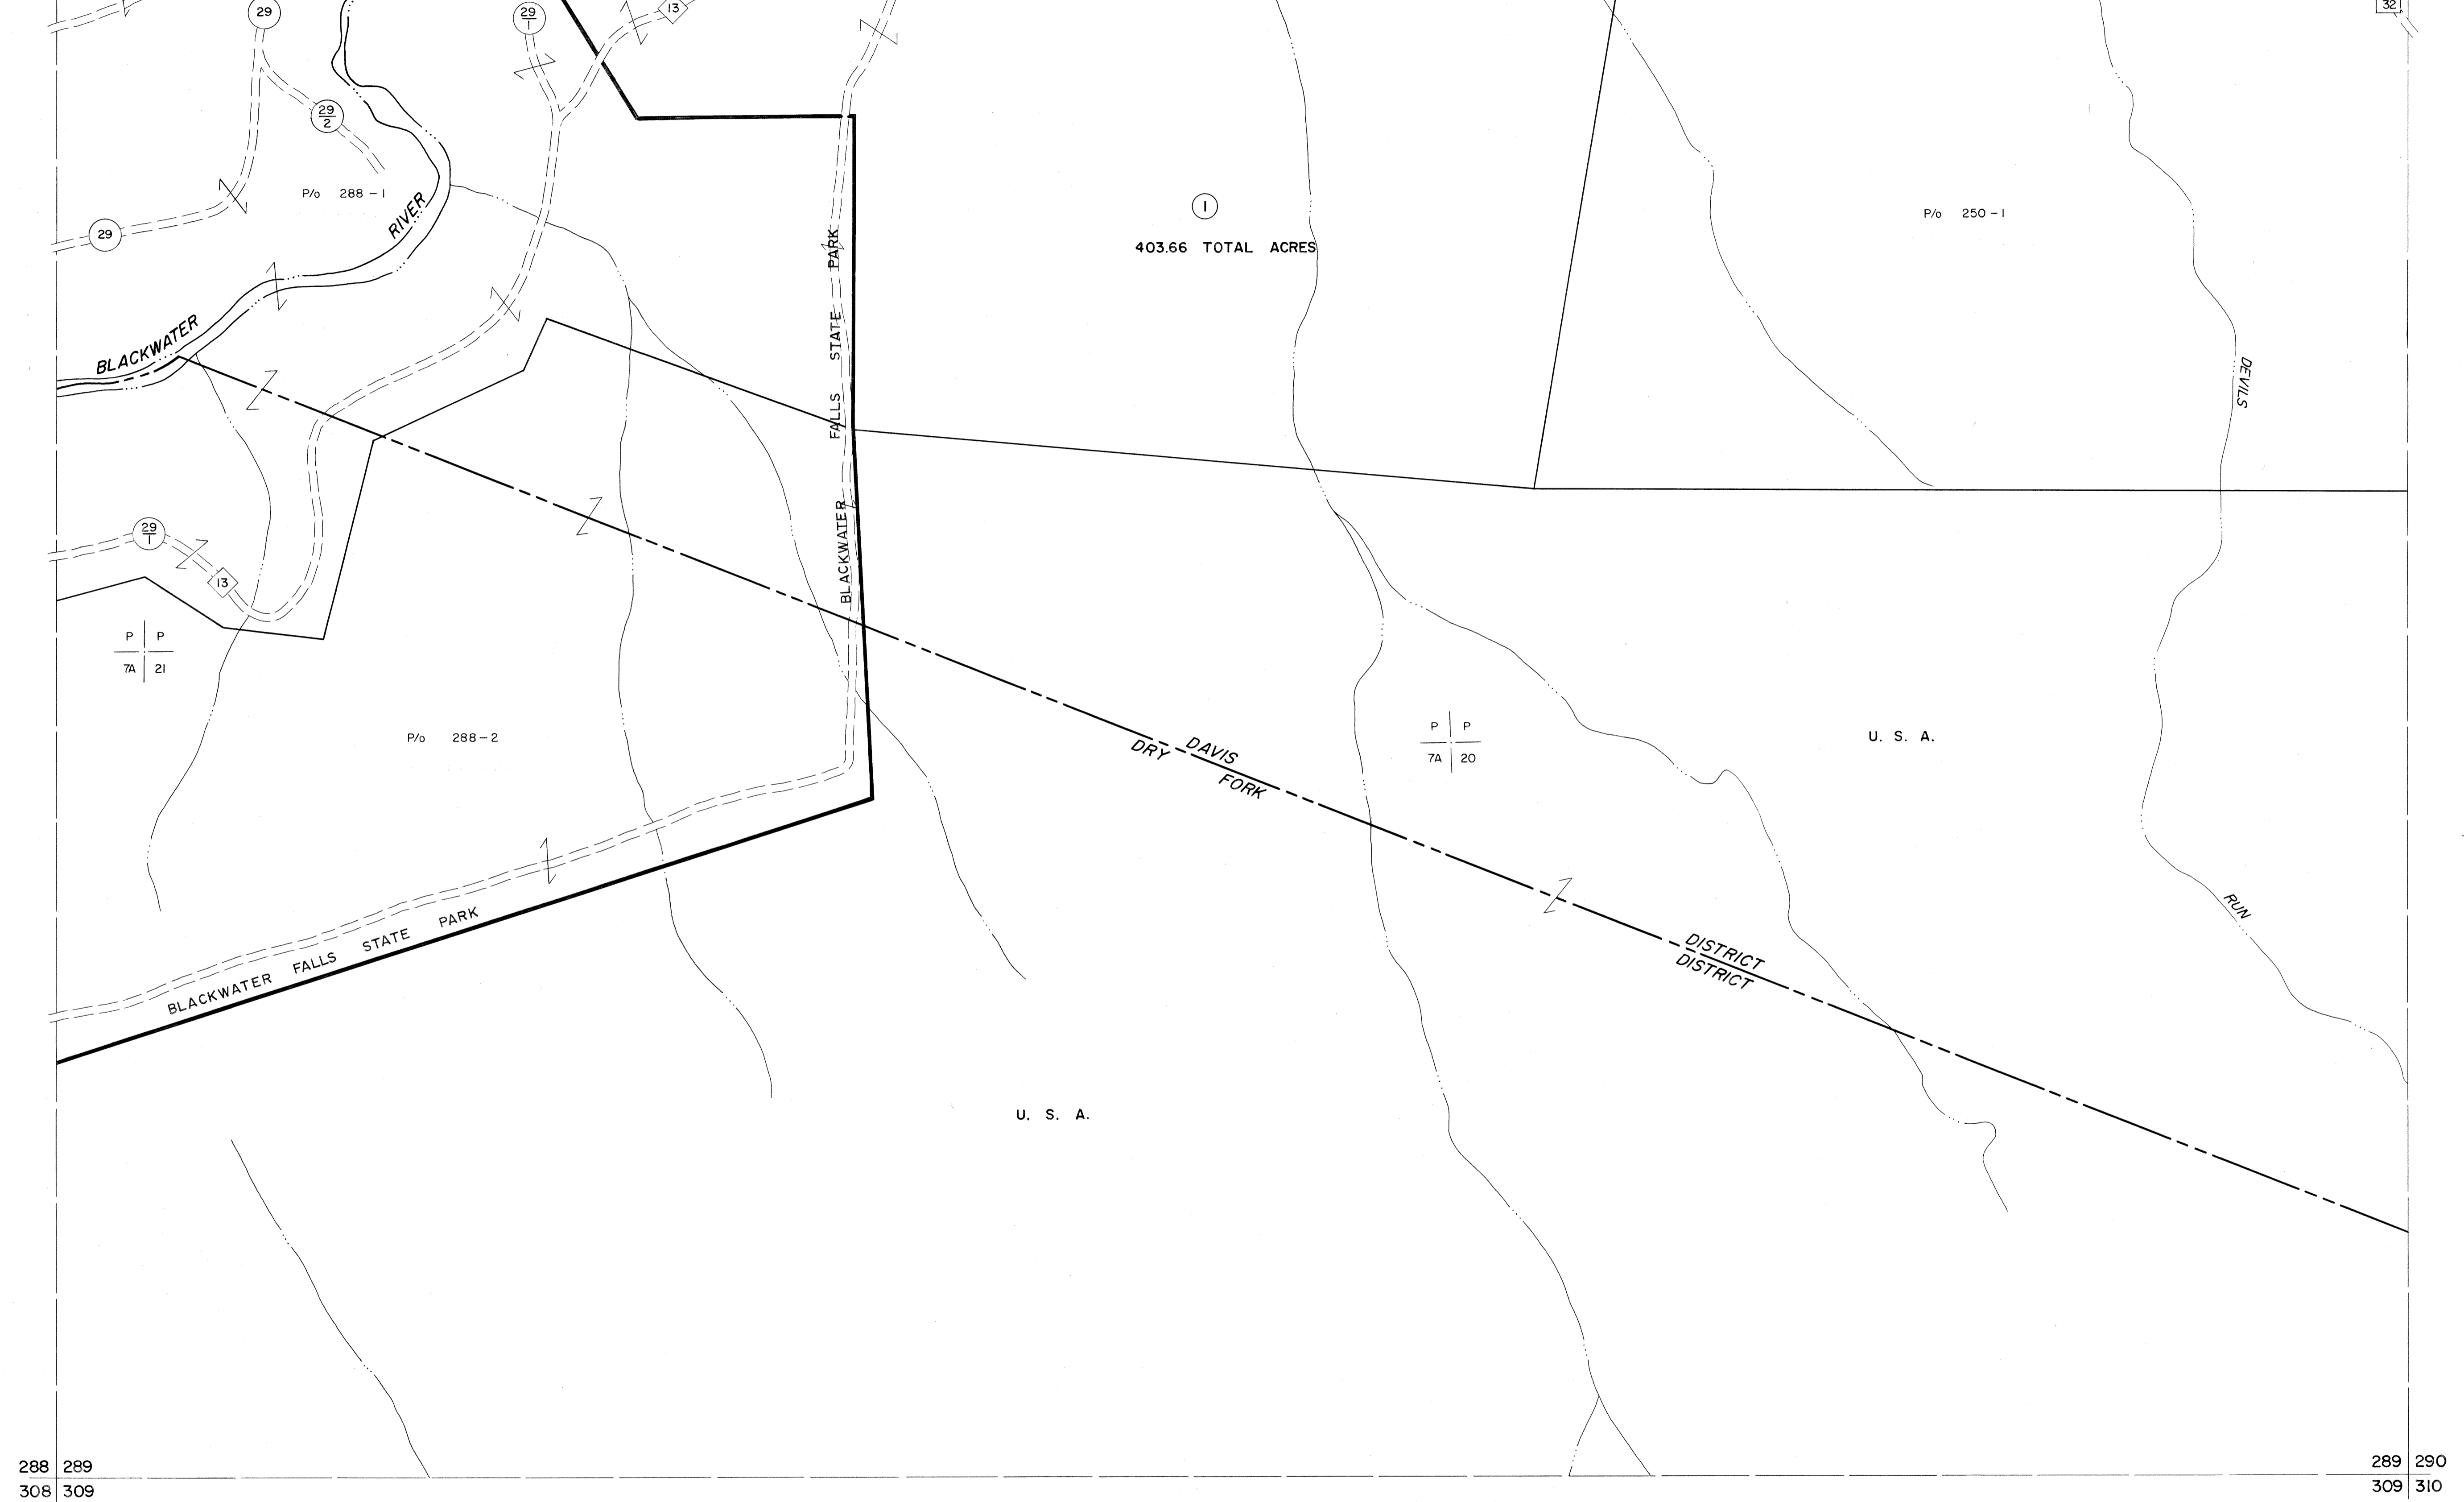 29
29
1
13
32
29
2
P/o 288-1
RIVER
29
1
403.66 TOTAL ACRES
P/o 250-1
BLACKWATER
DEVILS
BLACKWATER FALLS STATE PARK
29
1
13
P P
7A 21
P/o 288-2
DAVIS
DRY
FORK
P P
7A 20
U. S. A.
RUN
BLACKWATER FALLS STATE PARK
DISTRICT
DISTRICT
U. S. A.
288 289
308 309
289 290
309 310